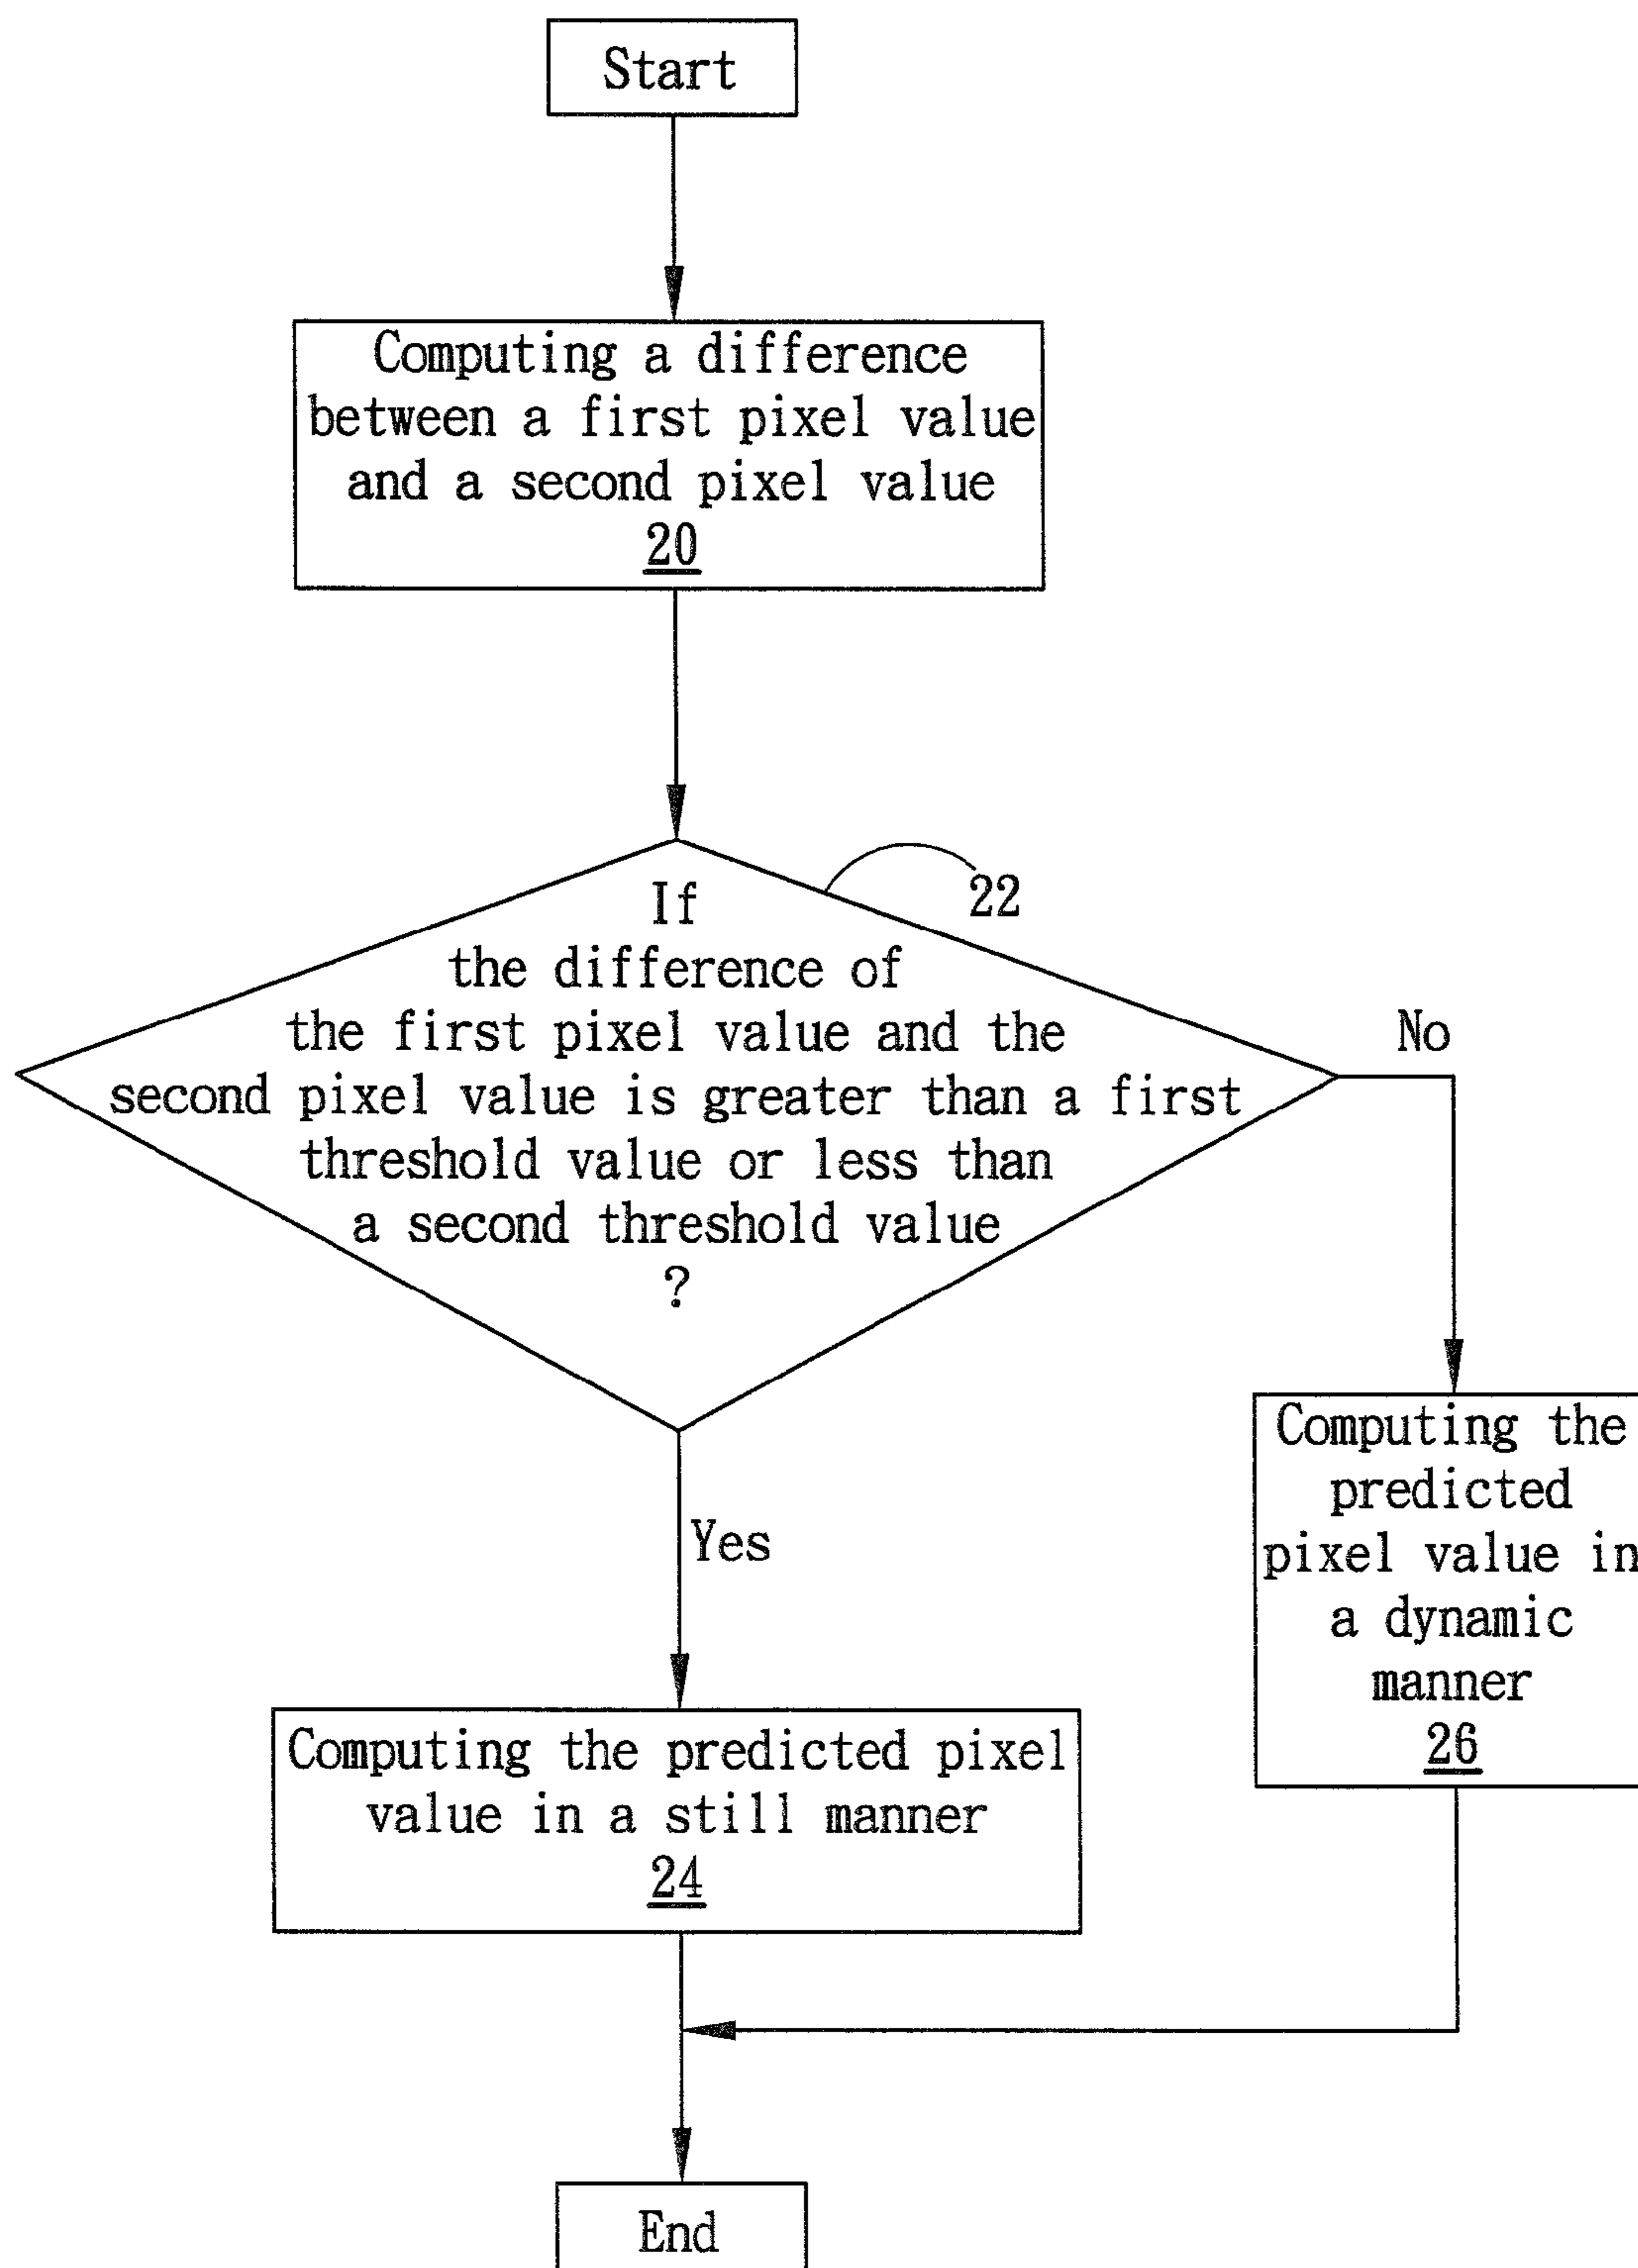 Start
Computing a difference
between a first pixel value
and a second pixel value
20
22
If
the difference of
the first pixel value and the
second pixel value is greater than a first
threshold value or less than
a second threshold value
?
No
Yes
Computing the
predicted
pixel value in
a dynamic
manner
26
Computing the predicted pixel
value in a still manner
24
End